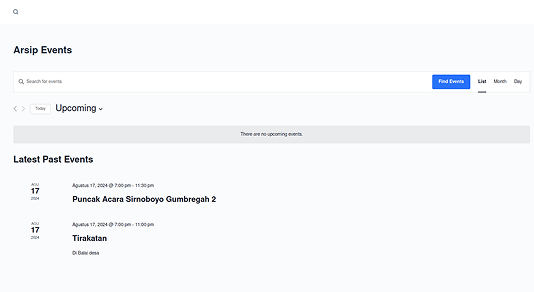 Arsip Events
Search for events
Find Events
List
Month
Day
Today
Upcoming
There are no upcoming events.
Latest Past Events
AGU
17
2024
Agustus 17, 2024 @ 7:00 pm - 11:30 pm
Puncak Acara Sirnoboyo Gumbregah 2
AGU
17
2024
Agustus 17, 2024 @ 7:00 pm - 11:00 pm
Tirakatan
Di Balai desa